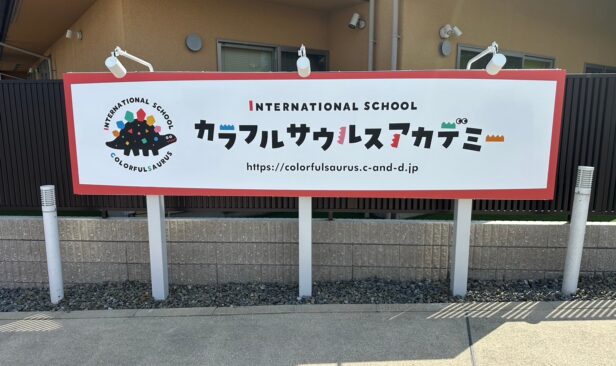 INTERNATIONAL SCHOOL
COLORFULSAURUS
INTERNATIONAL SCHOOL
カラフルサウルスアカデミー
https://colorfulsaurus.c-and-d.jp